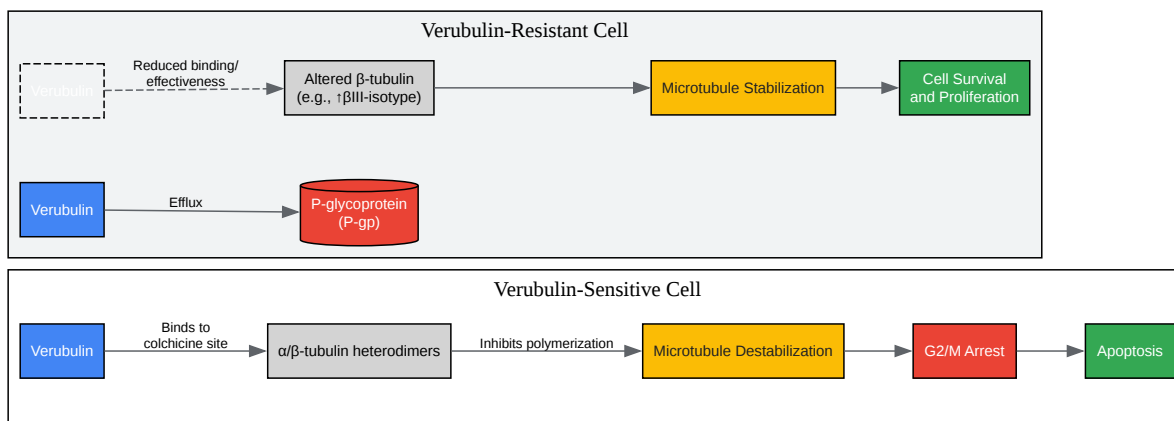 Verubulin-Resistant Cell
Verubulin
Reduced binding/
effectiveness
Altered β-tubulin
(e.g., ↑βIII-isotype)
Microtubule Stabilization
Cell Survival
and Proliferation
Verubulin
Efflux
P-glycoprotein
(P-gp)
Verubulin-Sensitive Cell
Verubulin
Binds to
colchicine site
α/β-tubulin heterodimers
Inhibits polymerization
Microtubule Destabilization
G2/M Arrest
Apoptosis